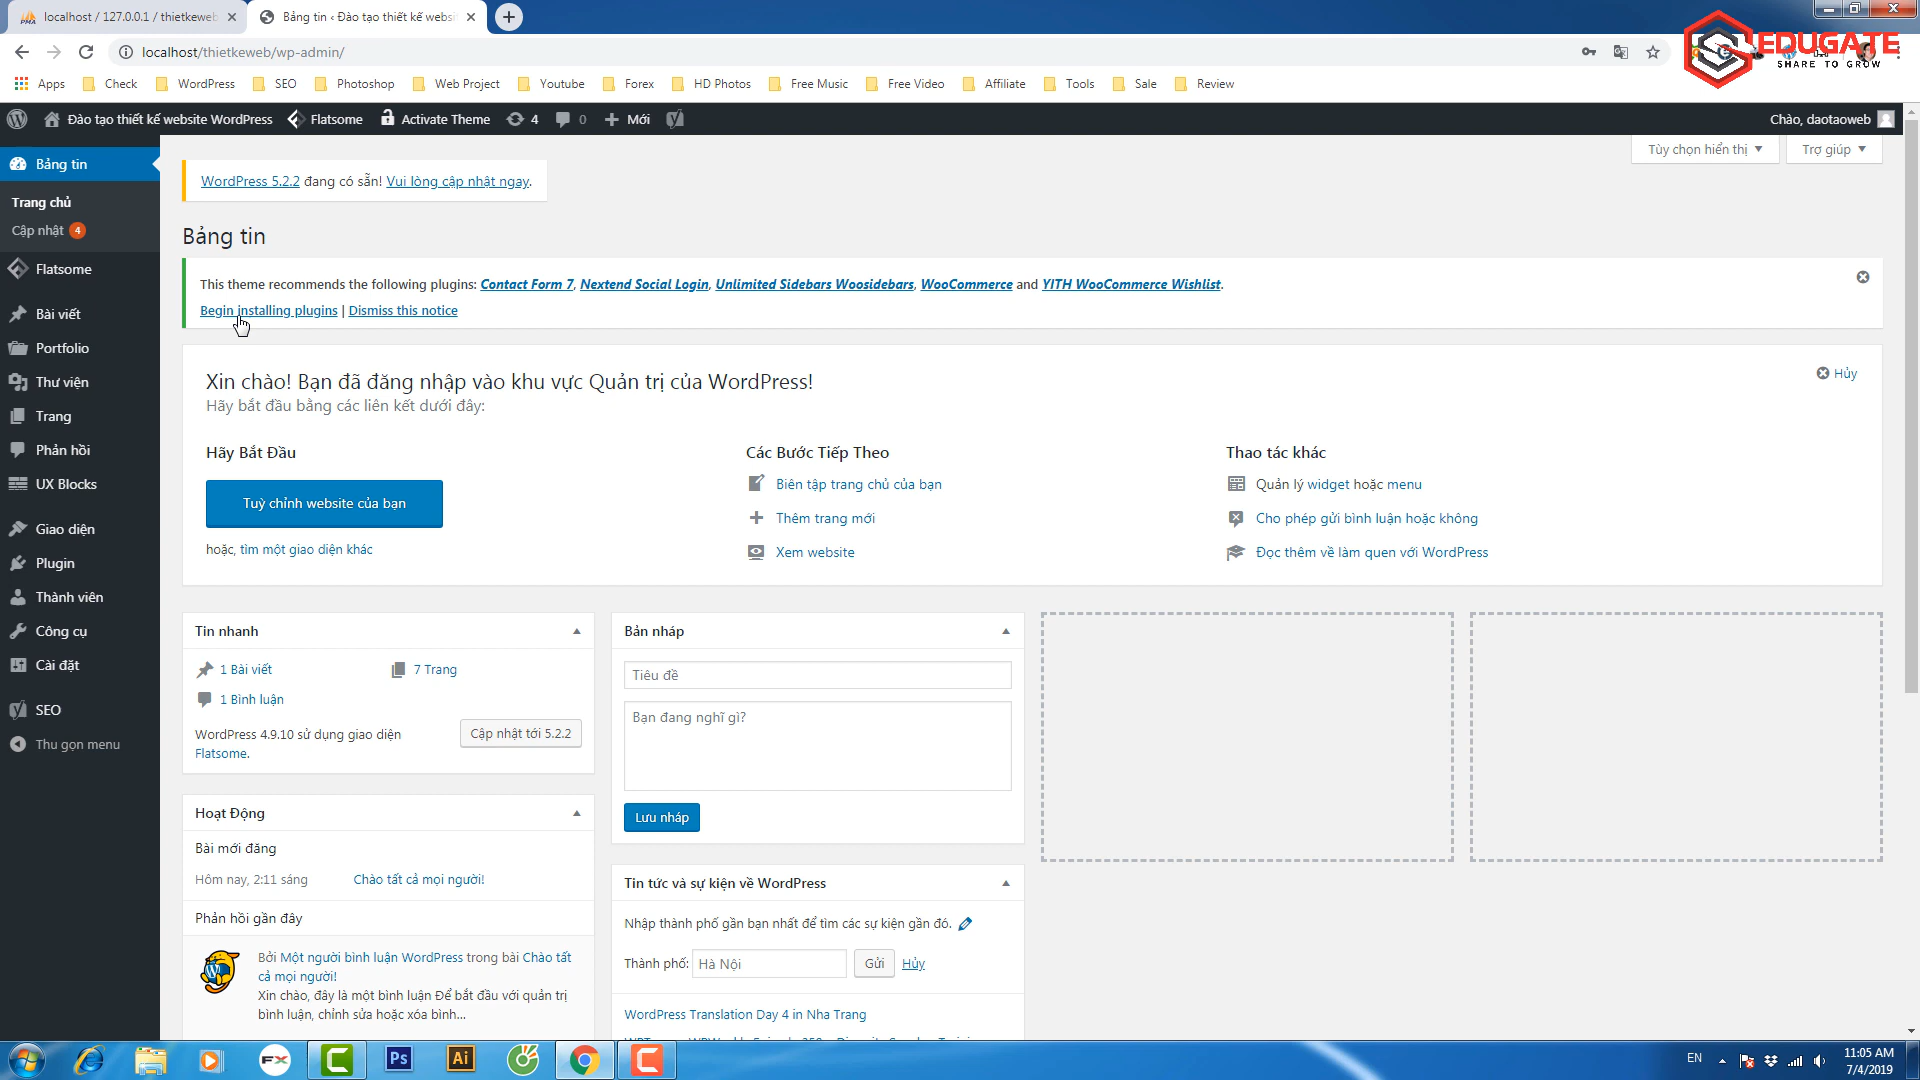 localhost / 127.0.0.1 / thietkeweb
Bảng tin ‹ Đào tạo thiết kế websi
EDUGATE
SHARE TO GROW
localhost/thietkeweb/wp-admin/
Apps Check WordPress SEO Photoshop Web Project Youtube Forex HD Photos Free Music Free Video Affiliate Tools Sale Review
Đào tạo thiết kế website WordPress Flatsome Activate Theme 4 0 Mới Chào, daotaoweb
Bảng tin
Tùy chọn hiển thị Trợ giúp
WordPress 5.2.2 đang có sẵn! Vui lòng cập nhật ngay.
Trang chủ
Cập nhật 4
Bảng tin
Flatsome
This theme recommends the following plugins: Contact Form 7, Nextend Social Login, Unlimited Sidebars Woosidebars, WooCommerce and YITH WooCommerce Wishlist.
Begin installing plugins | Dismiss this notice
Bài viết
Portfolio
Thư viện
Trang
Phản hồi
UX Blocks
Giao diện
Plugin
Thành viên
Công cụ
Cài đặt
SEO
Thu gọn menu
Xin chào! Bạn đã đăng nhập vào khu vực Quản trị của WordPress!
Hủy
Hãy bắt đầu bằng các liên kết dưới đây:
Hãy Bắt Đầu
Tuỳ chỉnh website của bạn
hoặc, tìm một giao diện khác
Các Bước Tiếp Theo
Biên tập trang chủ của bạn
Thêm trang mới
Xem website
Thao tác khác
Quản lý widget hoặc menu
Cho phép gửi bình luận hoặc không
Đọc thêm về làm quen với WordPress
Tin nhanh
1 Bài viết 7 Trang
1 Bình luận
WordPress 4.9.10 sử dụng giao diện Flatsome.
Cập nhật tới 5.2.2
Hoạt Động
Bài mới đăng
Hôm nay, 2:11 sáng Chào tất cả mọi người!
Phản hồi gần đây
Bởi Một người bình luận WordPress trong bài Chào tất
cả mọi người!
Xin chào, đây là một bình luận Để bắt đầu với quản trị
bình luận, chỉnh sửa hoặc xóa bình...
Bản nháp
Tiêu đề
Bạn đang nghĩ gì?
Lưu nháp
Tin tức và sự kiện về WordPress
Nhập thành phố gần bạn nhất để tìm các sự kiện gần đó.
Thành phố: Hà Nội Gửi Hủy
WordPress Translation Day 4 in Nha Trang
FX Ps Ai
EN
11:05 AM
7/4/2019